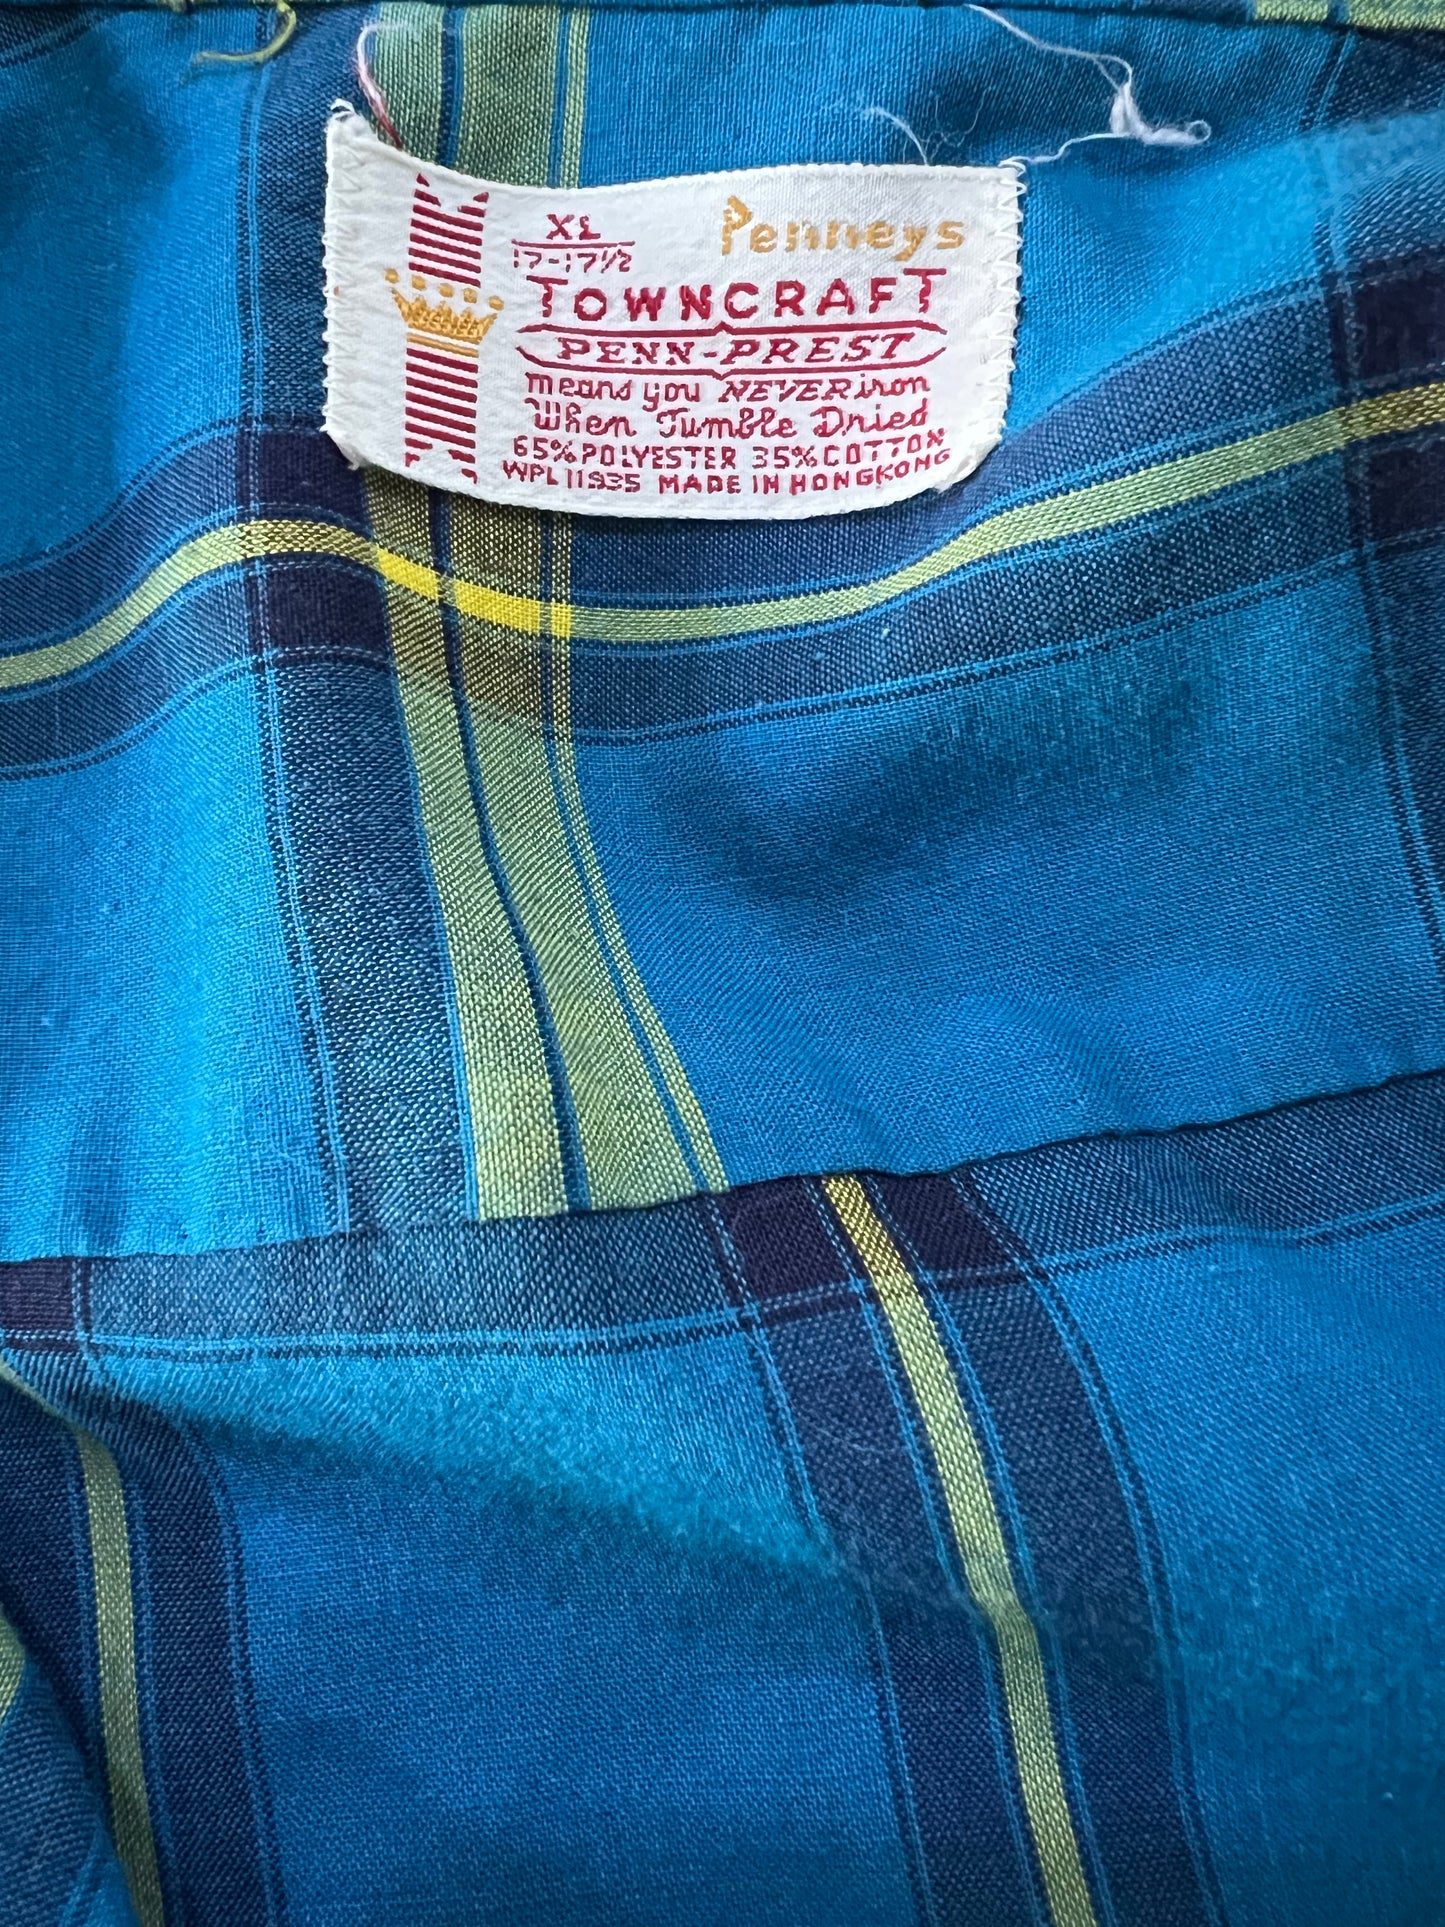 XL
Penneys
17-17½
TOWNCRAFT
PENN-PREST
means you NEVER iron
When Tumble Dried
65% POLYESTER 35% COTTON
WPL 11935 MADE IN HONGKONG